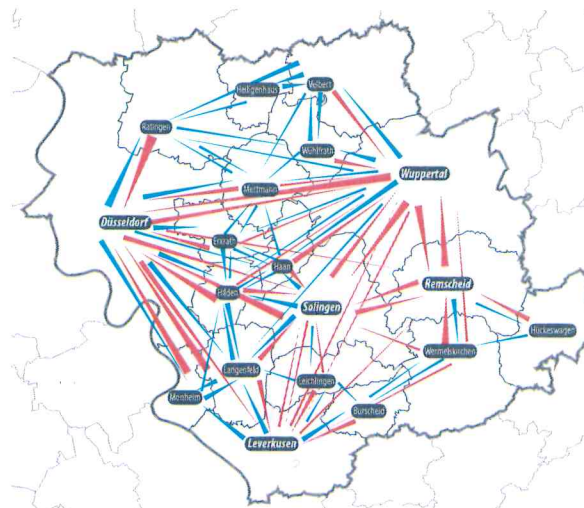 Velbert
Heiligenhaus
Ratingen
Wülfrath
Wuppertal
Mettmann
Düsseldorf
Erkrath
Haan
Remscheid
Hilden
Solingen
Hückeswagen
Wermelskirchen
Langenfeld
Leichlingen
Monheim
Burscheid
Leverkusen